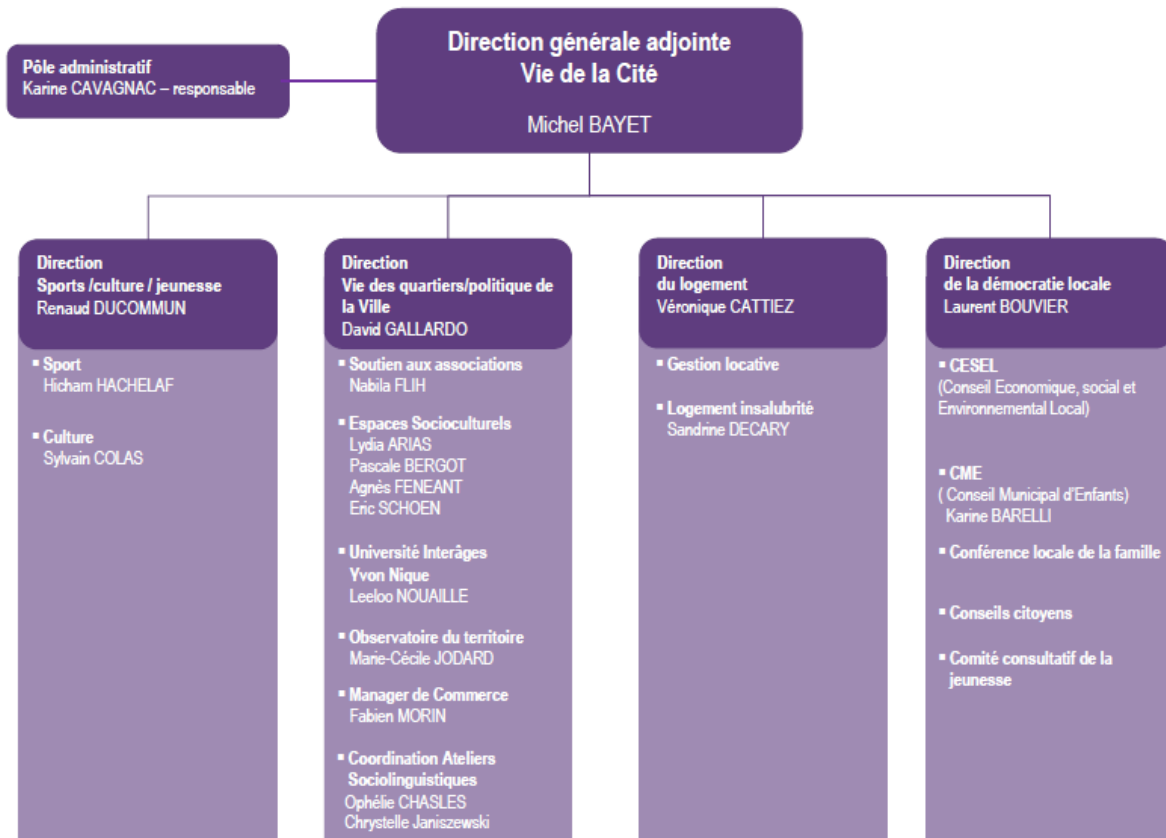 Direction générale adjointe
Vie de la Cité
Michel BAYET
Pôle administratif
Karine CAVAGNAC – responsable
Direction
Sports /culture / jeunesse
Renaud DUCOMMUN
▪ Sport
Hicham HACHELAF
▪ Culture
Sylvain COLAS
Direction
Vie des quartiers/politique de
la Ville
David GALLARDO
▪ Soutien aux associations
Nabila FLIH
▪ Espaces Socioculturels
Lydia ARIAS
Pascale BERGOT
Agnès FENEANT
Eric SCHOEN
▪ Université Interâges
Yvon Nique
Leeloo NOUAILLE
▪ Observatoire du territoire
Marie-Cécile JODARD
▪ Manager de Commerce
Fabien MORIN
▪ Coordination Ateliers
Sociolinguistiques
Ophélie CHASLES
Chrystelle Janiszewski
Direction
du logement
Véronique CATTIEZ
▪ Gestion locative
▪ Logement insalubrité
Sandrine DECARY
Direction
de la démocratie locale
Laurent BOUVIER
▪ CESEL
(Conseil Economique, social et
Environnemental Local)
▪ CME
( Conseil Municipal d'Enfants)
Karine BARELLI
▪ Conférence locale de la famille
▪ Conseils citoyens
▪ Comité consultatif de la
jeunesse